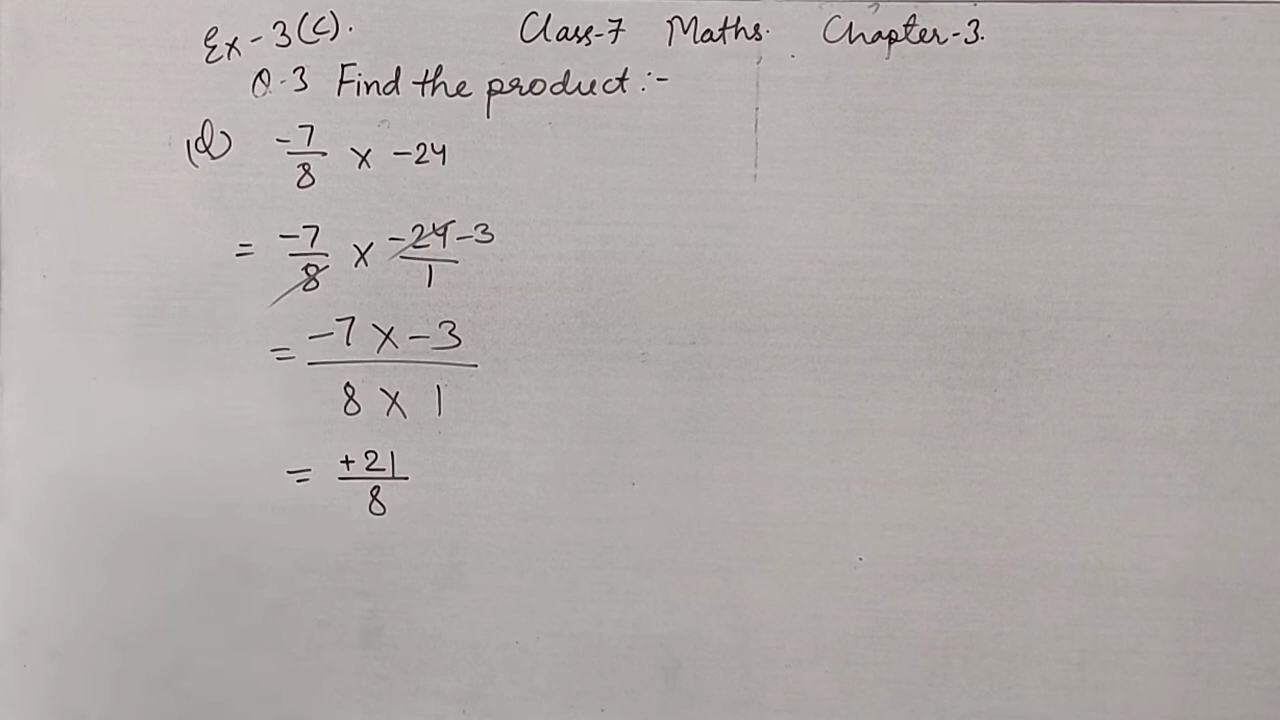 Ex-3(c). Class-7 Maths. Chapter-3.
Q.3 Find the product :-
(d) -7/8 × -24
= -7/8 × -24/1 -3
= -7 × -3 / 8 × 1
= +21/8